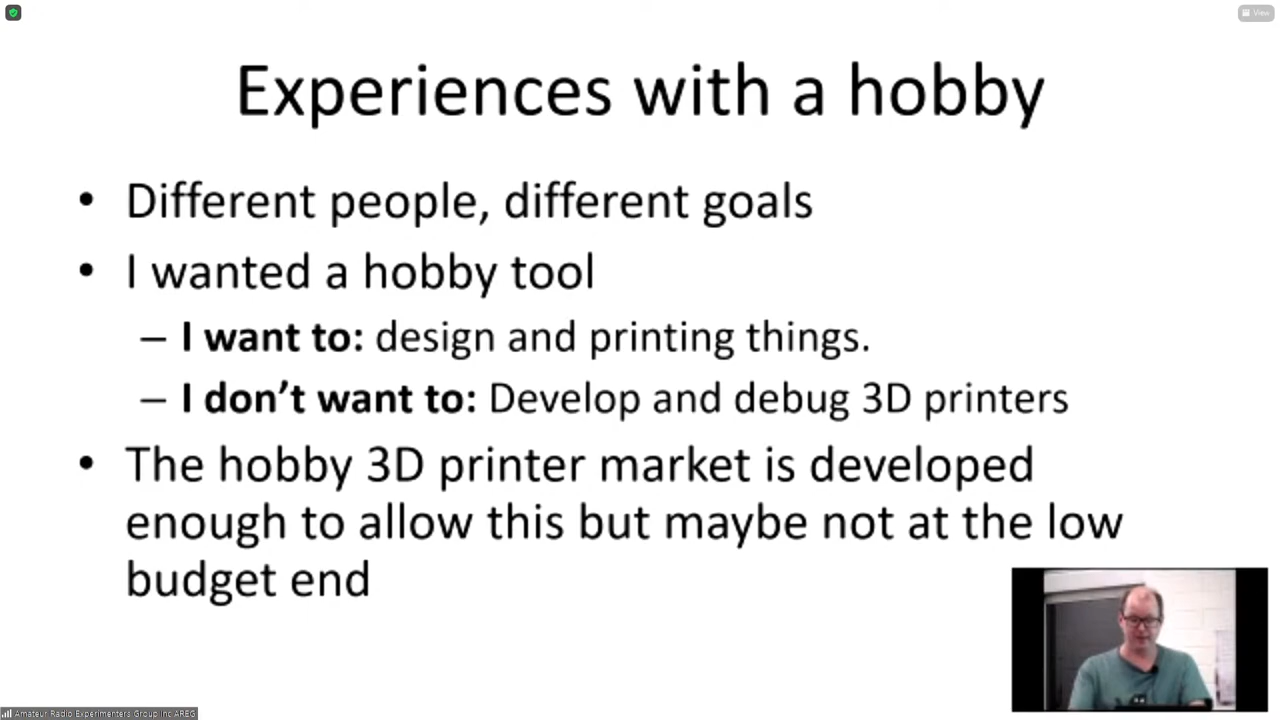 View
Experiences with a hobby
• Different people, different goals
• I wanted a hobby tool
– I want to: design and printing things.
– I don’t want to: Develop and debug 3D printers
• The hobby 3D printer market is developed
enough to allow this but maybe not at the low
budget end
Amateur Radio Experimenters Group Inc AREG